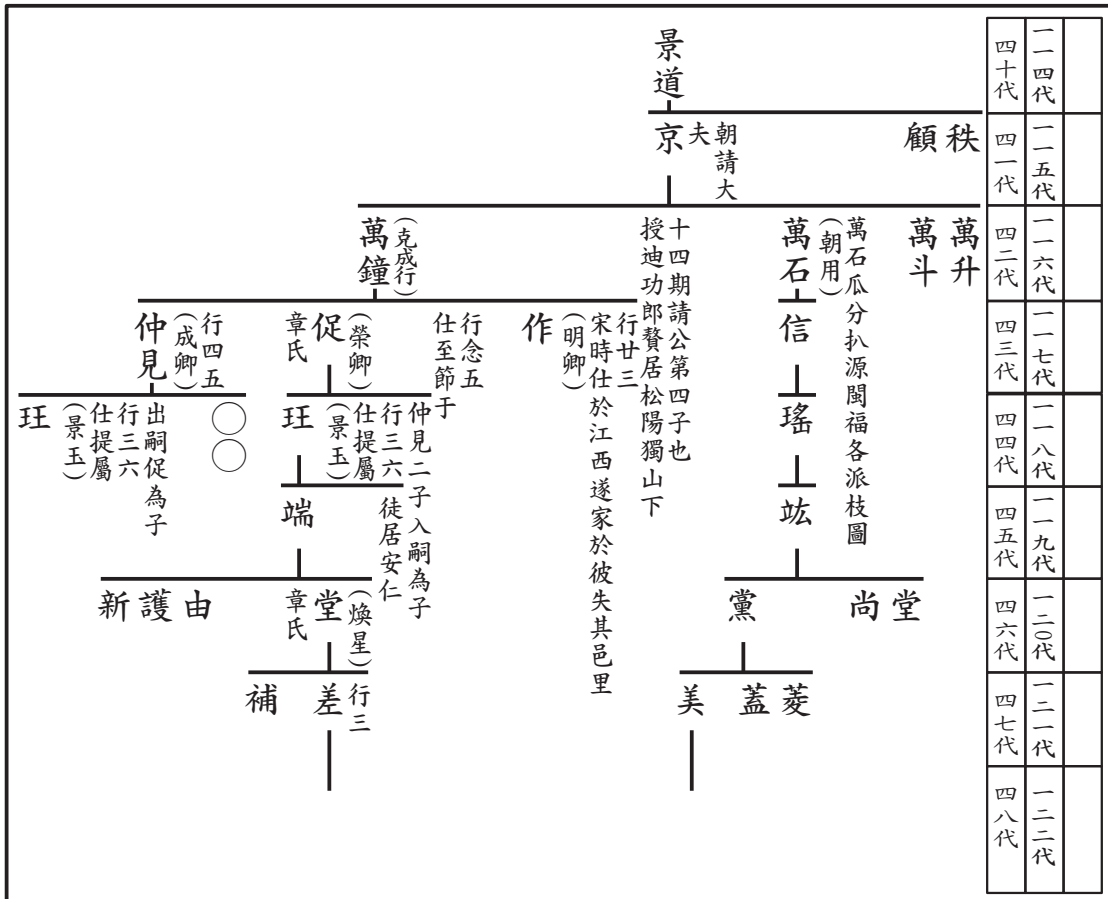 一一四代
四十代
一一五代
四一代
一一六代
四二代
一一七代
四三代
一一八代
四四代
一一九代
四五代
一二○代
四六代
一二一代
四七代
一二二代
四八代
景道
秩
顧
京
朝請大
夫
萬升
萬斗
萬石
(朝用)
萬石瓜分扒源閩福各派枝圖
十四期請公第四子也
授迪功郎贅居松陽獨山下
萬鐘
(克成行)
信
作
(明卿)
行廿三
宋時仕於江西遂家於彼失其邑里
促
(榮卿)
章氏
行念五
仕至節于
仲見
(成卿)
行四五
瑤
玨
仲見二子入嗣為子
行三六
仕提屬
(景玉)
◯◯
玨
出嗣促為子
行三六
仕提屬
(景玉)
竑
端
徒居安仁
堂
尚
黨
堂
(煥星)
章氏
由
護
新
菱
蓋
美
差
行三
補